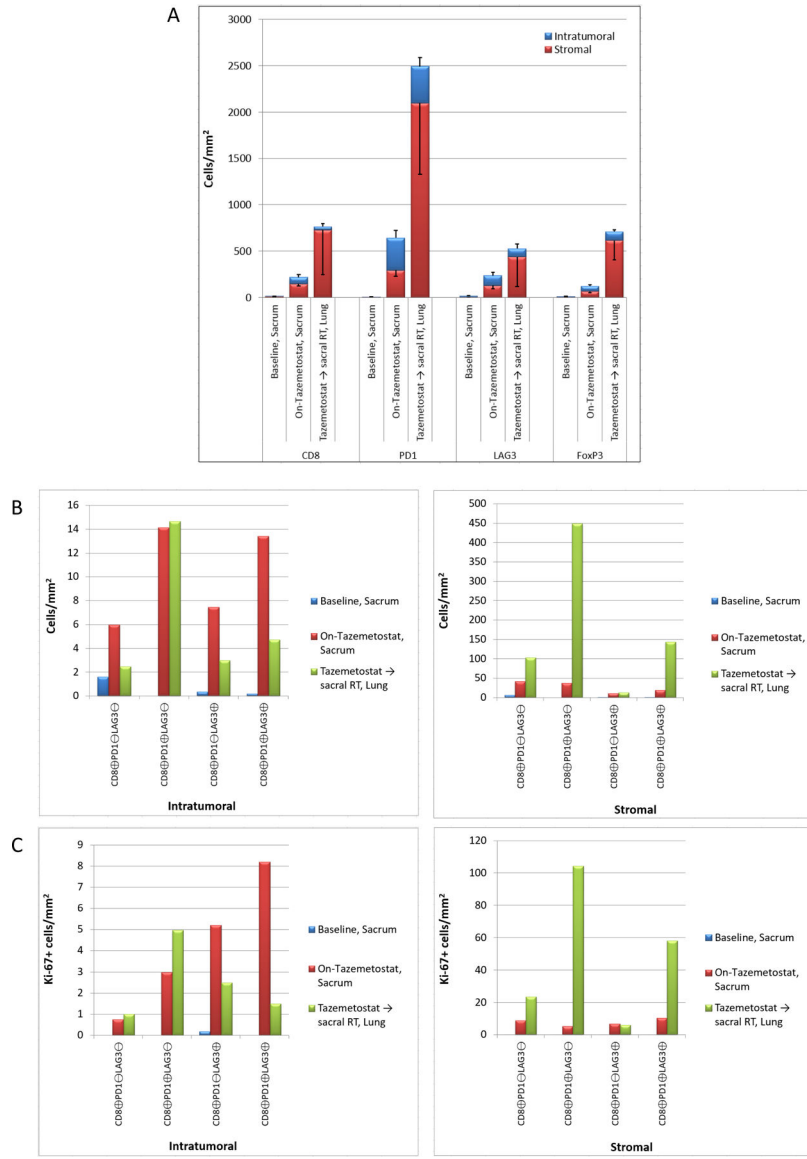 A
Cells/mm²
3000
2500
2000
1500
1000
500
0
Intratumoral
Stromal
Baseline, Sacrum
On-Tazemetostat, Sacrum
Tazemetostat → sacral RT, Lung
Baseline, Sacrum
On-Tazemetostat, Sacrum
Tazemetostat → sacral RT, Lung
Baseline, Sacrum
On-Tazemetostat, Sacrum
Tazemetostat → sacral RT, Lung
Baseline, Sacrum
On-Tazemetostat, Sacrum
Tazemetostat → sacral RT, Lung
CD8
PD1
LAG3
FoxP3
B
Cells/mm²
16
14
12
10
8
6
4
2
0
CD8⊕PD1⊖LAG3⊖
CD8⊕PD1⊕LAG3⊖
CD8⊕PD1⊖LAG3⊕
CD8⊕PD1⊕LAG3⊕
Intratumoral
Baseline, Sacrum
On-Tazemetostat,
Sacrum
Tazemetostat →
sacral RT, Lung
Cells/mm²
500
450
400
350
300
250
200
150
100
50
0
CD8⊕PD1⊖LAG3⊖
CD8⊕PD1⊕LAG3⊖
CD8⊕PD1⊖LAG3⊕
CD8⊕PD1⊕LAG3⊕
Stromal
Baseline, Sacrum
On-Tazemetostat,
Sacrum
Tazemetostat →
sacral RT, Lung
C
Ki-67+ cells/mm²
9
8
7
6
5
4
3
2
1
0
CD8⊕PD1⊖LAG3⊖
CD8⊕PD1⊕LAG3⊖
CD8⊕PD1⊖LAG3⊕
CD8⊕PD1⊕LAG3⊕
Intratumoral
Baseline, Sacrum
On-Tazemetostat,
Sacrum
Tazemetostat →
sacral RT, Lung
Ki-67+ cells/mm²
120
100
80
60
40
20
0
CD8⊕PD1⊖LAG3⊖
CD8⊕PD1⊕LAG3⊖
CD8⊕PD1⊖LAG3⊕
CD8⊕PD1⊕LAG3⊕
Stromal
Baseline, Sacrum
On-Tazemetostat,
Sacrum
Tazemetostat →
sacral RT, Lung